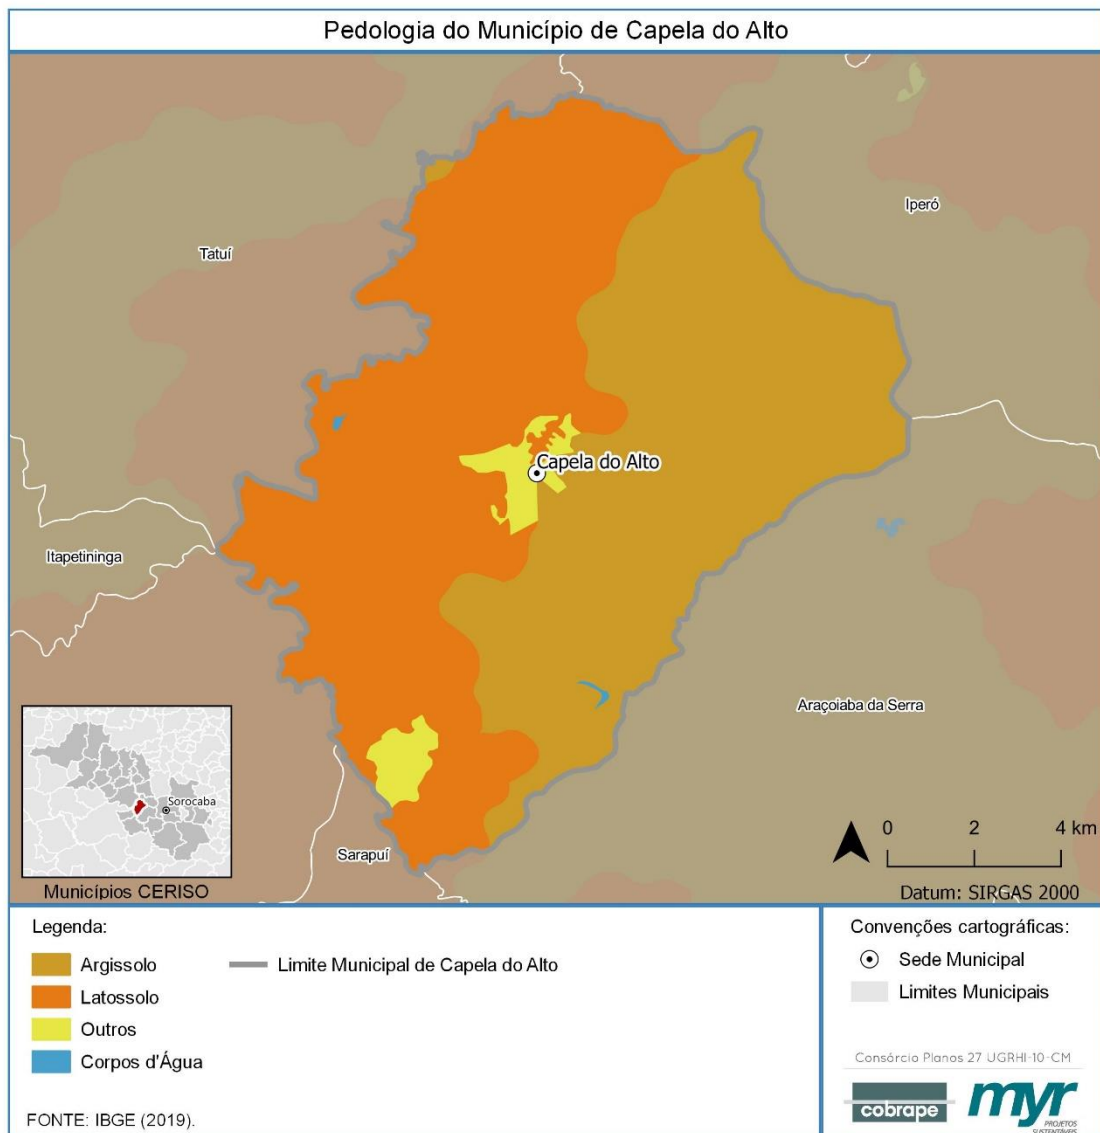 Pedologia do Município de Capela do Alto
Iperó
Tatuí
Capela do Alto
Itapetininga
Araçoiaba da Serra
Sorocaba
Sarapuí
Municípios CERISO
0 2 4 km
Datum: SIRGAS 2000
Legenda:
Argissolo
Limite Municipal de Capela do Alto
Latossolo
Outros
Corpos d'Água
FONTE: IBGE (2019).
Convenções cartográficas:
Sede Municipal
Limites Municipais
Consórcio Planos 27 UGRHI-10-CM
cobrape
myr
PROJETOS
SUSTENTÁVEIS